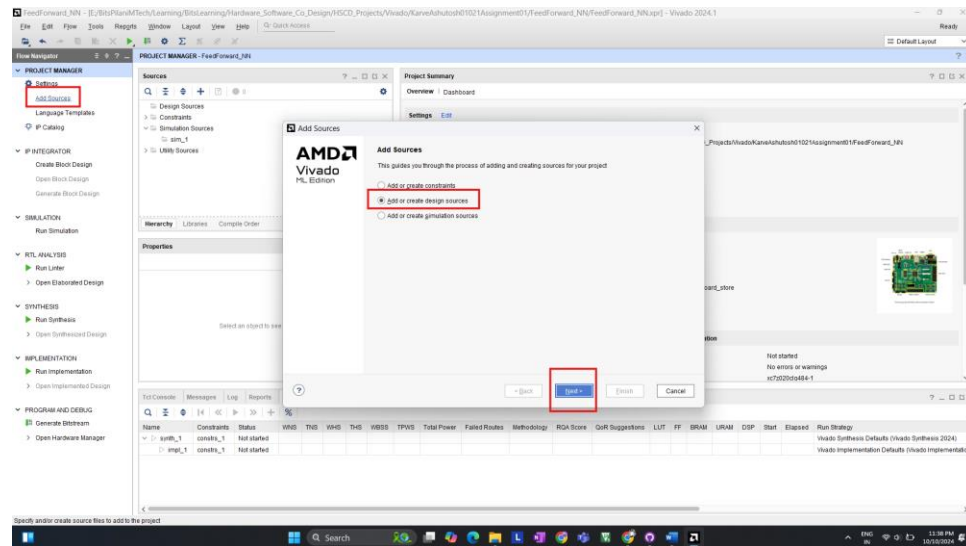 FeedForward_NN - [E:/BitsPilaniMTech/Learning/BitsLearning/Hardware_Software_Co_Design/HSCD_Projects/Vivado/KarveAshutosh01021Assignment01/FeedForward_NN/FeedForward_NN.xpr] - Vivado 2024.1
File Edit Flow Tools Reports Window Layout View Help Quick Access
Ready
Default Layout
Flow Navigator
PROJECT MANAGER - FeedForward_NN
PROJECT MANAGER
Settings
Add Sources
Language Templates
IP Catalog
IP INTEGRATOR
Create Block Design
Open Block Design
Generate Block Design
SIMULATION
Run Simulation
RTL ANALYSIS
Run Linter
Open Elaborated Design
SYNTHESIS
Run Synthesis
Open Synthesized Design
IMPLEMENTATION
Run Implementation
Open Implemented Design
PROGRAM AND DEBUG
Generate Bitstream
Open Hardware Manager
Sources
Design Sources
Constraints
Simulation Sources
sim_1
Utility Sources
Hierarchy Libraries Compile Order
Properties
Select an object to see
Project Summary
Overview Dashboard
Settings Edit
_Projects/Vivado/KarveAshutosh01021Assignment01/FeedForward_NN
oard_store
Not started
No errors or warnings
xc7z020clg484-1
Add Sources
AMD
Vivado
ML Edition
Add Sources
This guides you through the process of adding and creating sources for your project
Add or create constraints
Add or create design sources
Add or create simulation sources
< Back Next > Finish Cancel
Tcl Console Messages Log Reports
Name Constraints Status WNS TNS WHS THS WBSS TPWS Total Power Failed Routes Methodology RQA Score QoR Suggestions LUT FF BRAM URAM DSP Start Elapsed Run Strategy
synth_1 constrs_1 Not started Vivado Synthesis Defaults (Vivado Synthesis 2024)
impl_1 constrs_1 Not started Vivado Implementation Defaults (Vivado Implementatio
Specify and/or create source files to add to the project
Search
ENG
IN
11:38 PM
10/10/2024